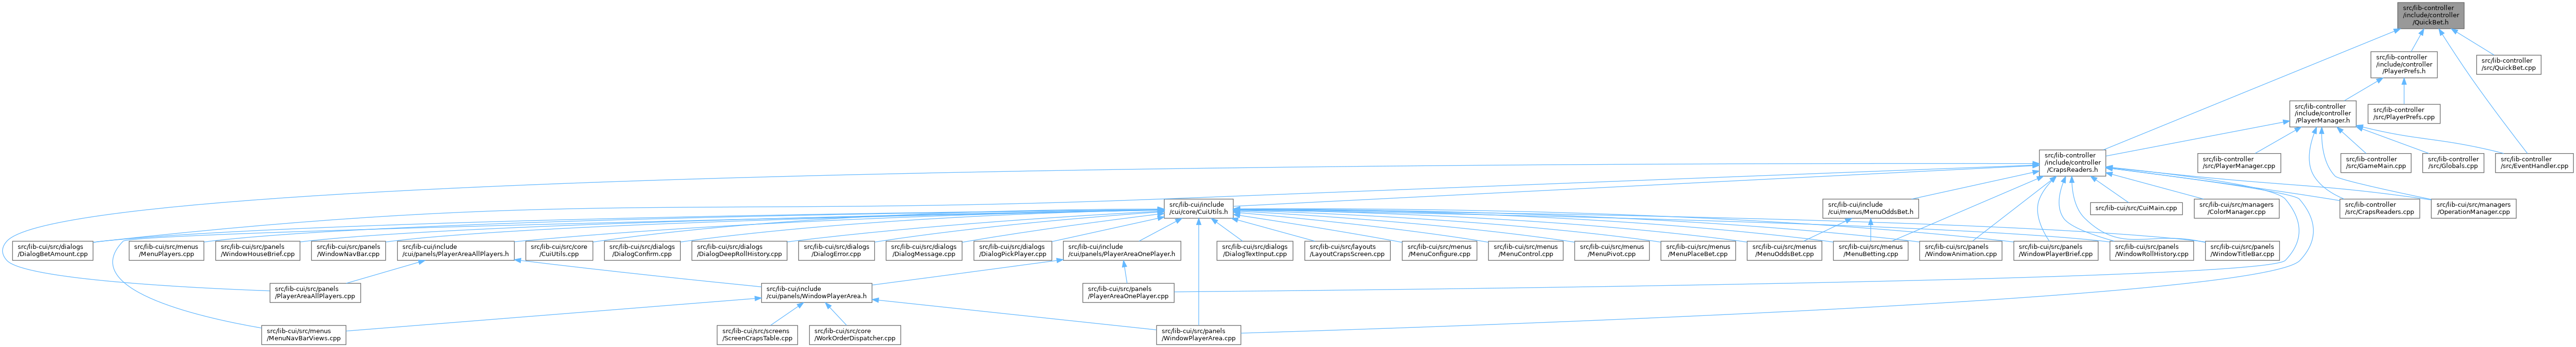 src/lib-controller
/include/controller
/QuickBet.h
src/lib-controller
/include/controller
/PlayerPrefs.h
src/lib-controller
/src/QuickBet.cpp
src/lib-controller
/include/controller
/PlayerManager.h
src/lib-controller
/src/PlayerPrefs.cpp
src/lib-controller
/include/controller
/CrapsReaders.h
src/lib-controller
/src/PlayerManager.cpp
src/lib-controller
/src/GameMain.cpp
src/lib-controller
/src/Globals.cpp
src/lib-controller
/src/EventHandler.cpp
src/lib-cui/include
/cui/core/CuiUtils.h
src/lib-cui/include
/cui/menus/MenuOddsBet.h
src/lib-cui/src/CuiMain.cpp
src/lib-cui/src/managers
/ColorManager.cpp
src/lib-controller
/src/CrapsReaders.cpp
src/lib-cui/src/managers
/OperationManager.cpp
src/lib-cui/src/dialogs
/DialogBetAmount.cpp
src/lib-cui/src/menus
/MenuPlayers.cpp
src/lib-cui/src/panels
/WindowHouseBrief.cpp
src/lib-cui/src/panels
/WindowNavBar.cpp
src/lib-cui/include
/cui/panels/PlayerAreaAllPlayers.h
src/lib-cui/src/core
/CuiUtils.cpp
src/lib-cui/src/dialogs
/DialogConfirm.cpp
src/lib-cui/src/dialogs
/DialogDeepRollHistory.cpp
src/lib-cui/src/dialogs
/DialogError.cpp
src/lib-cui/src/dialogs
/DialogMessage.cpp
src/lib-cui/src/dialogs
/DialogPickPlayer.cpp
src/lib-cui/include
/cui/panels/PlayerAreaOnePlayer.h
src/lib-cui/src/dialogs
/DialogTextInput.cpp
src/lib-cui/src/layouts
/LayoutCrapsScreen.cpp
src/lib-cui/src/menus
/MenuConfigure.cpp
src/lib-cui/src/menus
/MenuControl.cpp
src/lib-cui/src/menus
/MenuPivot.cpp
src/lib-cui/src/menus
/MenuPlaceBet.cpp
src/lib-cui/src/menus
/MenuOddsBet.cpp
src/lib-cui/src/menus
/MenuBetting.cpp
src/lib-cui/src/panels
/WindowAnimation.cpp
src/lib-cui/src/panels
/WindowPlayerBrief.cpp
src/lib-cui/src/panels
/WindowRollHistory.cpp
src/lib-cui/src/panels
/WindowTitleBar.cpp
src/lib-cui/src/panels
/PlayerAreaAllPlayers.cpp
src/lib-cui/include
/cui/panels/WindowPlayerArea.h
src/lib-cui/src/panels
/PlayerAreaOnePlayer.cpp
src/lib-cui/src/menus
/MenuNavBarViews.cpp
src/lib-cui/src/screens
/ScreenCrapsTable.cpp
src/lib-cui/src/core
/WorkOrderDispatcher.cpp
src/lib-cui/src/panels
/WindowPlayerArea.cpp